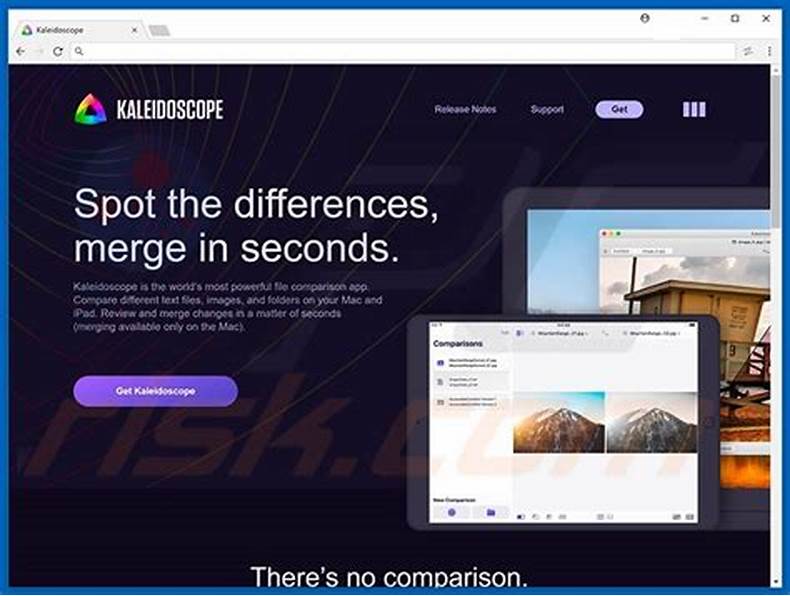 Kaleidoscope
KALEIDOSCOPE
Release Notes
Support
Get
Spot the differences,
merge in seconds.
Kaleidoscope is the world's most powerful file comparison app.
Compare different text files, images, and folders on your Mac and
iPad. Review and merge changes in a matter of seconds
(merging available only on the Mac).
Get Kaleidoscope
Comparisons
New Comparison
risk.com
There's no comparison.